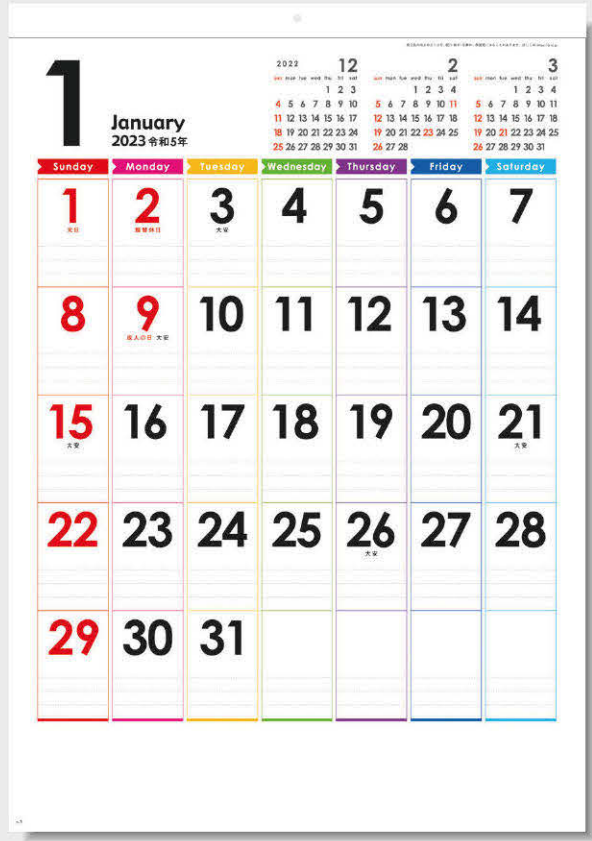 1
January
2023 令和5年
2022 12
sun mon tue wed thu fri sat
1 2 3
4 5 6 7 8 9 10
11 12 13 14 15 16 17
18 19 20 21 22 23 24
25 26 27 28 29 30 31
2
sun mon tue wed thu fri sat
1 2 3 4
5 6 7 8 9 10 11
12 13 14 15 16 17 18
19 20 21 22 23 24 25
26 27 28
3
sun mon tue wed thu fri sat
1 2 3 4
5 6 7 8 9 10 11
12 13 14 15 16 17 18
19 20 21 22 23 24 25
26 27 28 29 30 31
Sunday Monday Tuesday Wednesday Thursday Friday Saturday
1 2 3 4 5 6 7
元日 振替休日 大安
8 9 10 11 12 13 14
成人の日 大安
15 16 17 18 19 20 21
大安 大安
22 23 24 25 26 27 28
大安
29 30 31